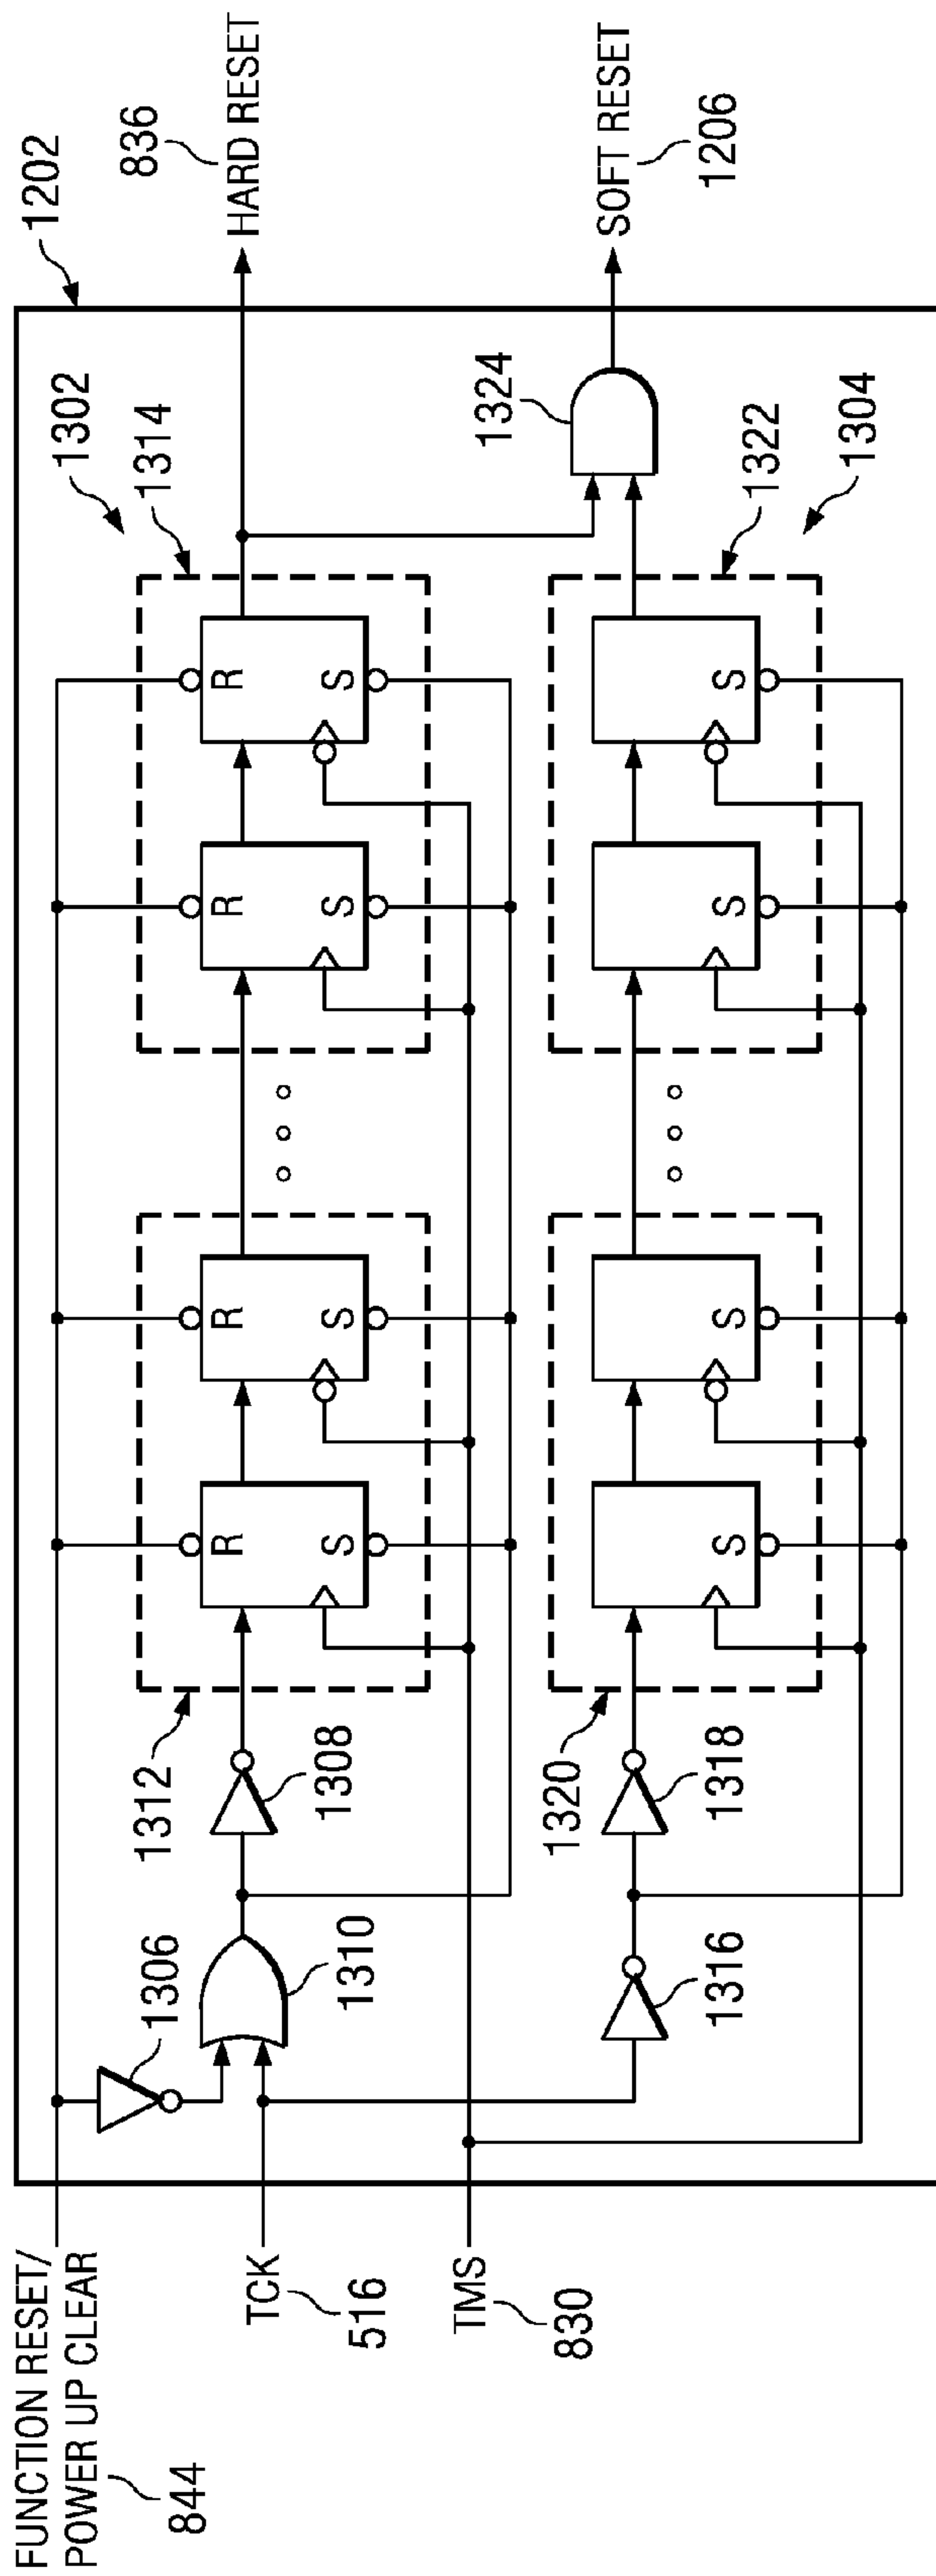 FUNCTION RESET/
POWER UP CLEAR
844
TCK
516
TMS
830
1202
1302
1314
836
HARD RESET
1306
1310
1312
1308
R
S
R
S
R
S
R
S
1324
SOFT RESET
1206
1316
1320
1318
S
S
S
S
1322
1304